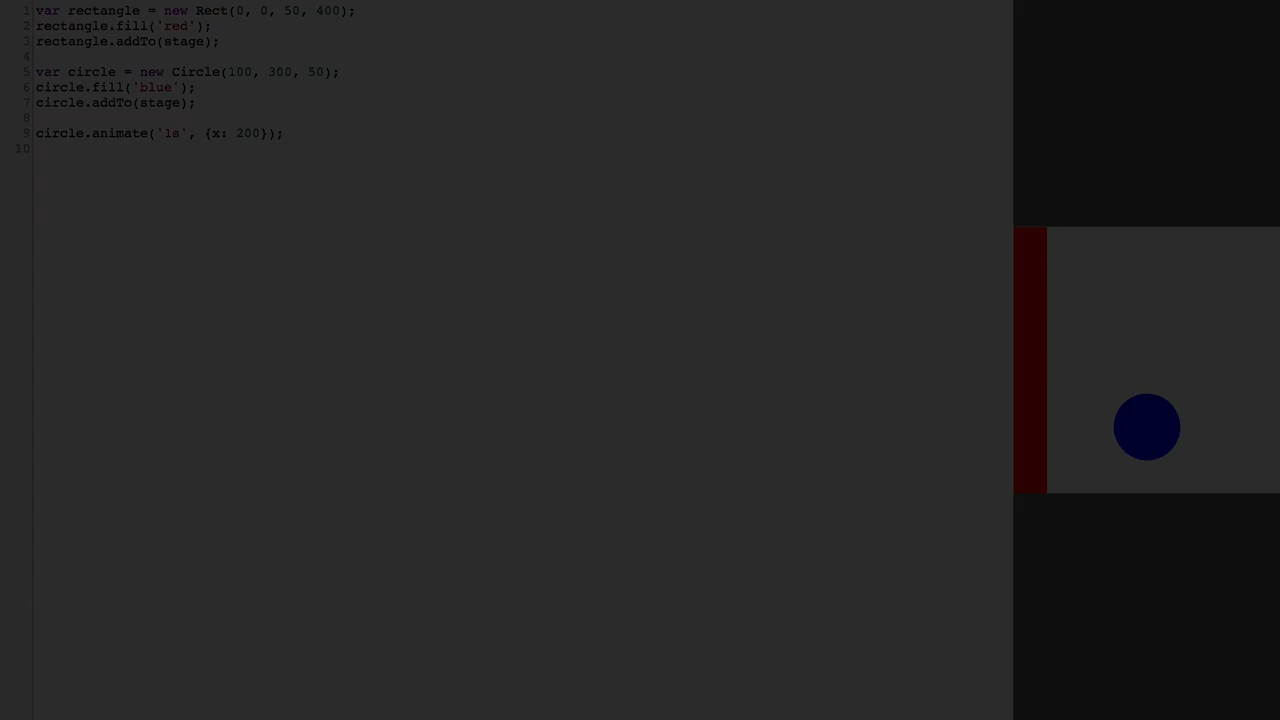 1 var rectangle = new Rect(0, 0, 50, 400);
2 rectangle.fill('red');
3 rectangle.addTo(stage);
4
5 var circle = new Circle(100, 300, 50);
6 circle.fill('blue');
7 circle.addTo(stage);
8
9 circle.animate('1s', {x: 200});
10